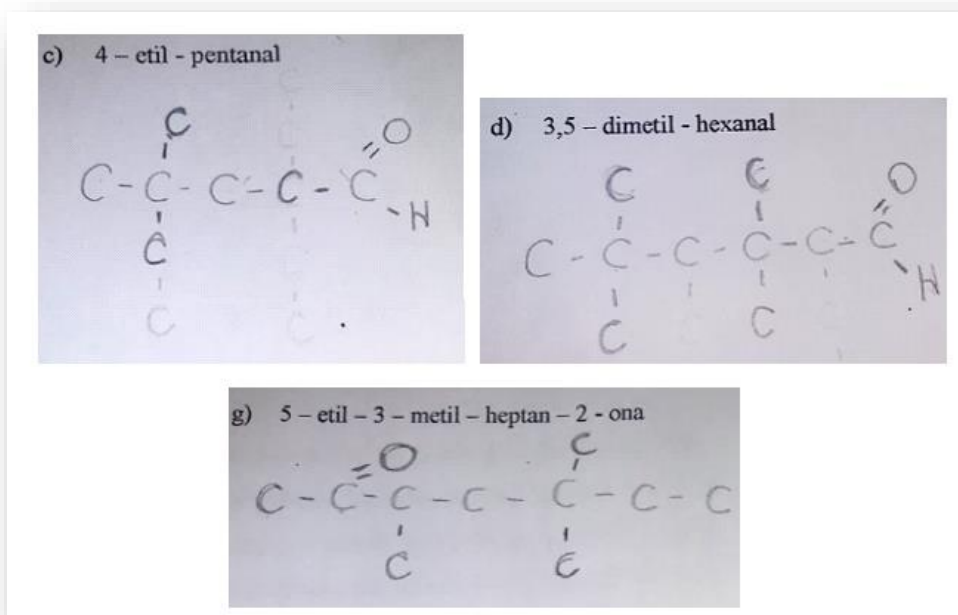 c) 4 – etil - pentanal
C
O
C - C - C - C - C
H
C
C
d) 3,5 – dimetil - hexanal
C C
O
C - C - C - C - C - C
H
C C
g) 5 – etil – 3 – metil – heptan – 2 - ona
C
=O
C - C - C - C - C - C - C
C C